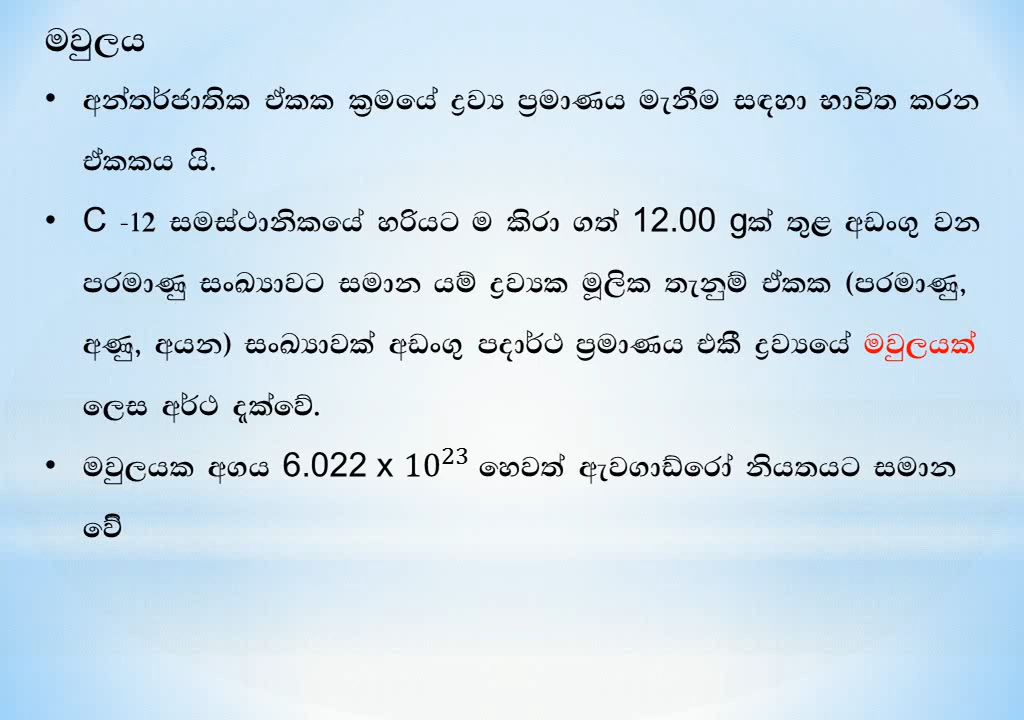 මවුලය
• අන්තර්ජාතික ඒකක ක්‍රමයේ ද්‍රව්‍ය ප්‍රමාණය මැනීම සඳහා භාවිත කරන
ඒකකය යි.
• C -12 සමස්ථානිකයේ හරියට ම කිරා ගත් 12.00 gක් තුළ අඩංගු වන
පරමාණු සංඛ්‍යාවට සමාන යම් ද්‍රව්‍යක මූලික තැනුම් ඒකක (පරමාණු,
අණු, අයන) සංඛ්‍යාවක් අඩංගු පදාර්ථ ප්‍රමාණය එකී ද්‍රව්‍යයේ මවුලයක්
ලෙස අර්ථ දැක්වේ.
• මවුලයක අගය 6.022 x 10²³ හෙවත් ඇවගාඩ්රෝ නියතයට සමාන
වේ